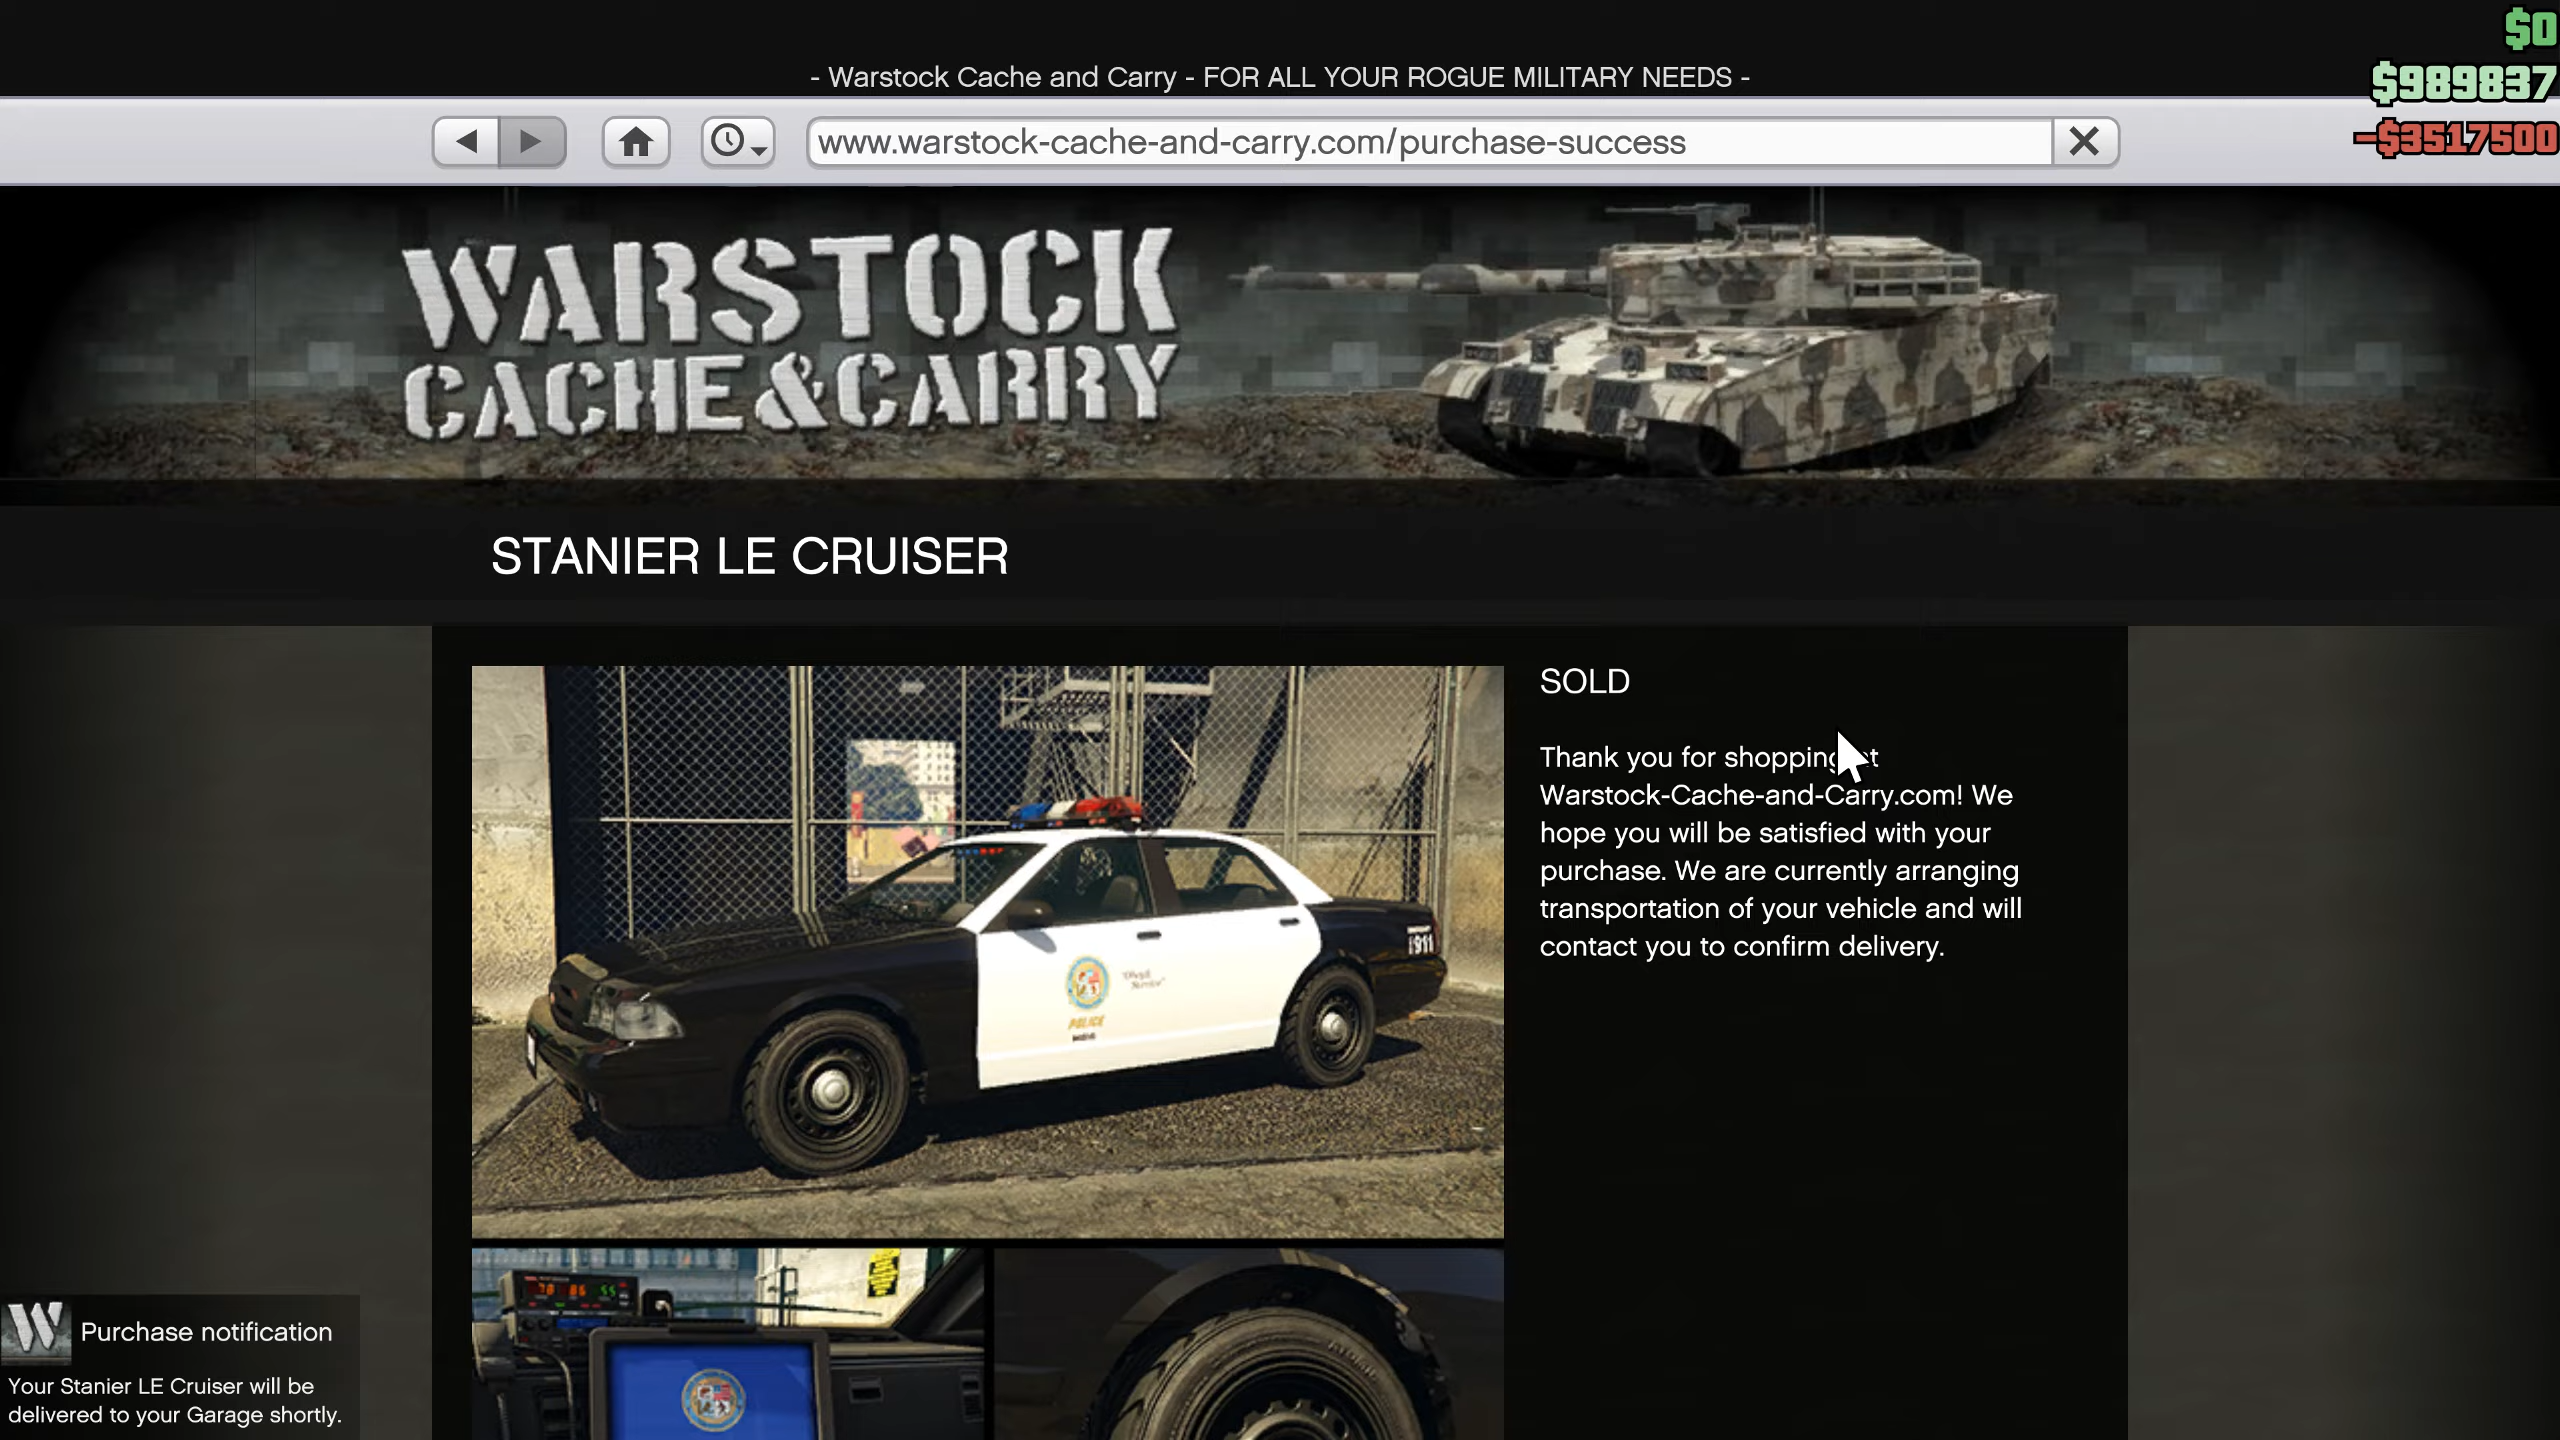 $0
- Warstock Cache and Carry - FOR ALL YOUR ROGUE MILITARY NEEDS -
$989837
-$3517500
www.warstock-cache-and-carry.com/purchase-success
WARSTOCK
CACHE&CARRY
STANIER LE CRUISER
SOLD
Thank you for shopping
Warstock-Cache-and-Carry.com! We
hope you will be satisfied with your
purchase. We are currently arranging
transportation of your vehicle and will
contact you to confirm delivery.
911
POLICE
W
Purchase notification
Your Stanier LE Cruiser will be
delivered to your Garage shortly.